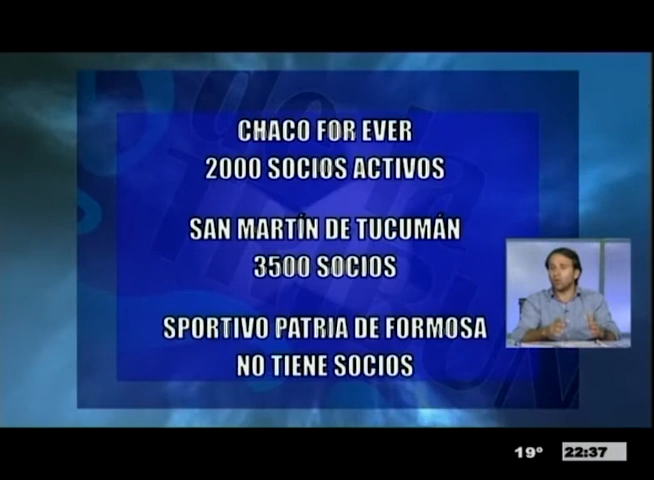 CHACO FOR EVER
2000 SOCIOS ACTIVOS
SAN MARTÍN DE TUCUMÁN
3500 SOCIOS
SPORTIVO PATRIA DE FORMOSA
NO TIENE SOCIOS
19º 22:37